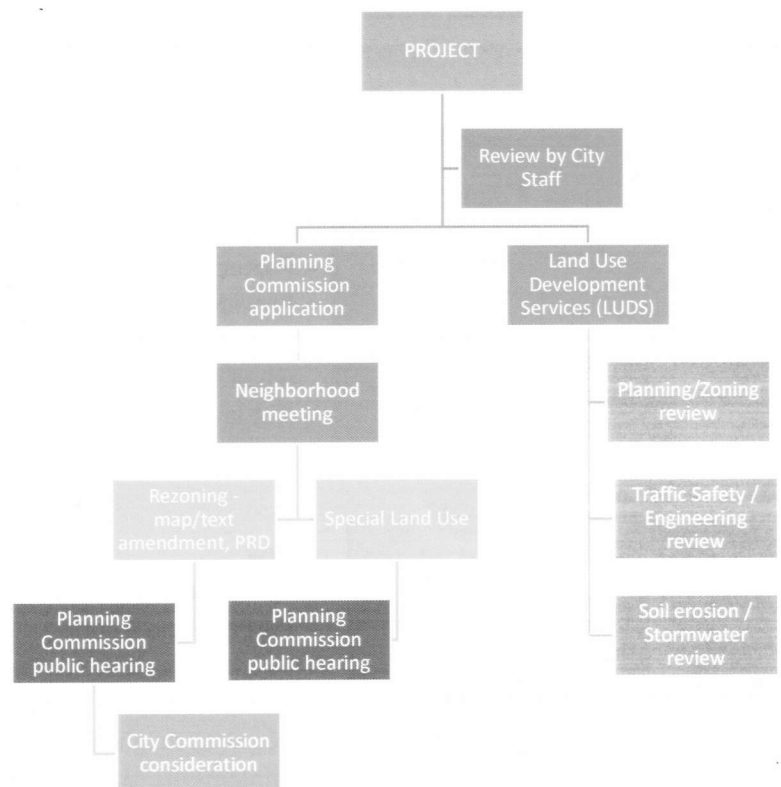 PROJECT
Review by City
Staff
Planning
Commission
application
Land Use
Development
Services (LUDS)
Neighborhood
meeting
Planning/Zoning
review
Rezoning -
map/text
amendment, PRD
Special Land Use
Traffic Safety /
Engineering
review
Planning
Commission
public hearing
Planning
Commission
public hearing
Soil erosion /
Stormwater
review
City Commission
consideration